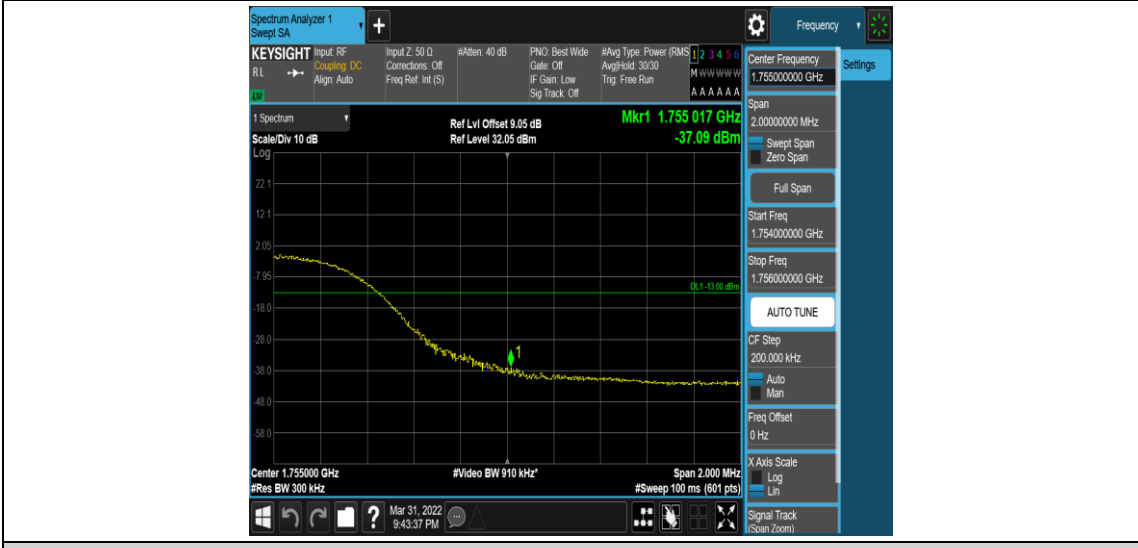 Spectrum Analyzer 1
Swept SA
Frequency
KEYSIGHT
RL
LXI
Input: RF
Coupling: DC
Align: Auto
Input Z: 50 Ω
Corrections: Off
Freq Ref: Int (S)
#Atten: 40 dB
PNO: Best Wide
Gate: Off
IF Gain: Low
Sig Track: Off
#Avg Type: Power (RMS
Avg|Hold: 30/30
Trig: Free Run
1 2 3 4 5 6
M W W W W W
A A A A A A
1 Spectrum
Scale/Div 10 dB
Ref Lvl Offset 9.05 dB
Ref Level 32.05 dBm
Mkr1 1.755 017 GHz
-37.09 dBm
Log
22.1
12.1
2.05
-7.95
-18.0
-28.0
-38.0
-48.0
-58.0
DL1 -13.00 dBm
1
Center 1.755000 GHz
#Res BW 300 kHz
#Video BW 910 kHz*
Span 2.000 MHz
#Sweep 100 ms (601 pts)
Mar 31, 2022
9:43:37 PM
?
Center Frequency
1.755000000 GHz
Settings
Span
2.00000000 MHz
Swept Span
Zero Span
Full Span
Start Freq
1.754000000 GHz
Stop Freq
1.756000000 GHz
AUTO TUNE
CF Step
200.000 kHz
Auto
Man
Freq Offset
0 Hz
X Axis Scale
Log
Lin
Signal Track
(Span Zoom)